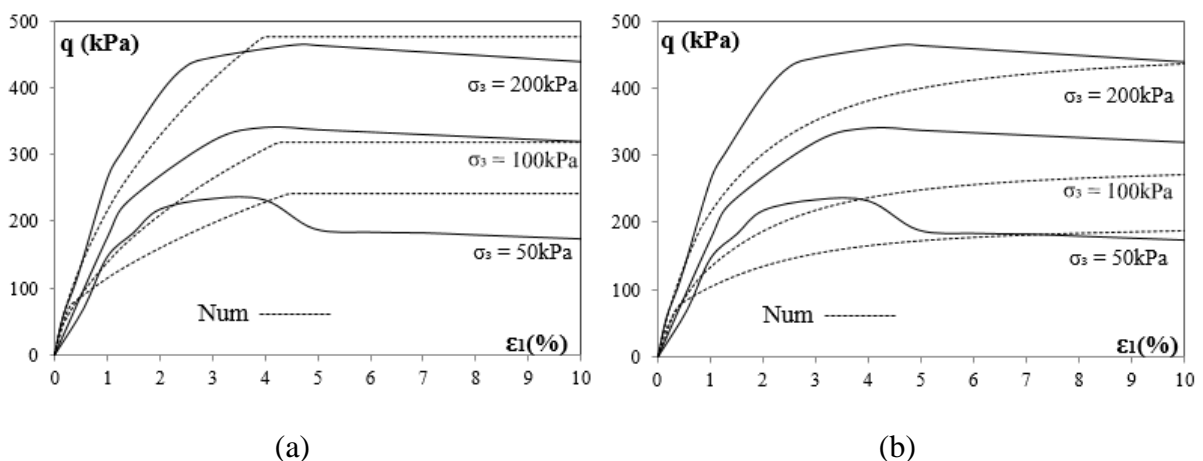 500
q (kPa)
400
σ₃ = 200kPa
300
σ₃ = 100kPa
200
σ₃ = 50kPa
100
Num
ε1(%)
0
0 1 2 3 4 5 6 7 8 9 10
(a)
500
q (kPa)
400
σ₃ = 200kPa
300
σ₃ = 100kPa
200
σ₃ = 50kPa
100
Num
ε1(%)
0
0 1 2 3 4 5 6 7 8 9 10
(b)